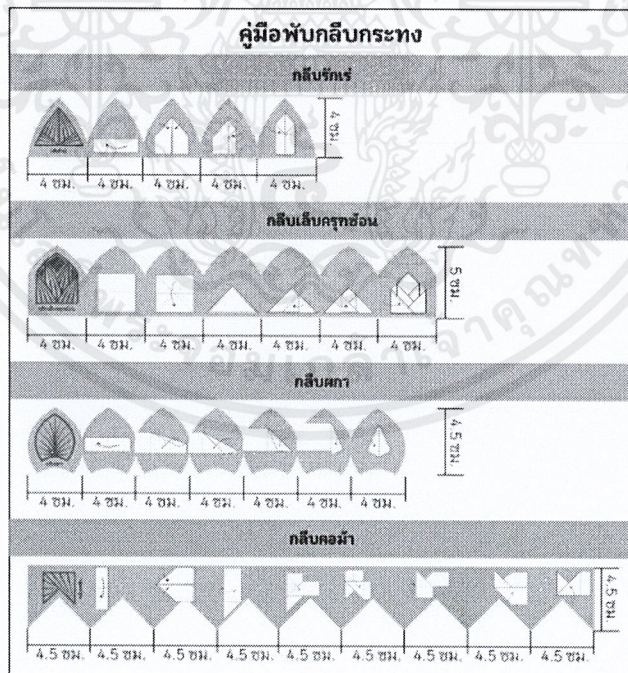 คู่มือพับกลีบกระทง
กลีบรักเร่
4 ซม.
4 ซม. 4 ซม. 4 ซม. 4 ซม. 4 ซม.
กลีบเล็บครุฑซ้อน
5 ซม.
4 ซม. 4 ซม. 4 ซม. 4 ซม. 4 ซม. 4 ซม. 4 ซม.
กลีบผกา
4.5 ซม.
4 ซม. 4 ซม. 4 ซม. 4 ซม. 4 ซม. 4 ซม. 4 ซม.
กลีบคอม้า
4.5 ซม.
4.5 ซม. 4.5 ซม. 4.5 ซม. 4.5 ซม. 4.5 ซม. 4.5 ซม. 4.5 ซม. 4.5 ซม. 4.5 ซม.